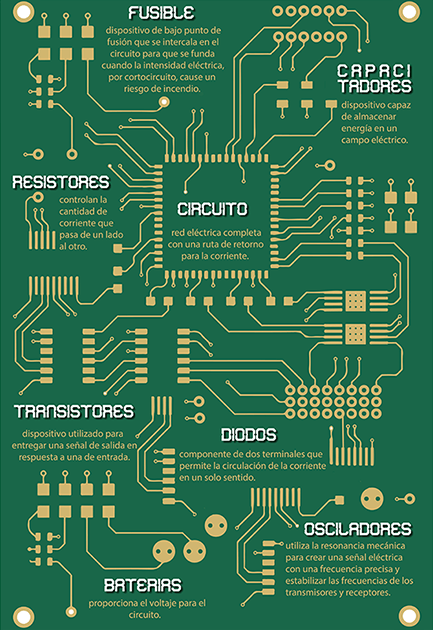 FUSIBLE
dispositivo de bajo punto de
fusión que se intercala en el
circuito para que se funda
cuando la intensidad eléctrica,
por cortocircuito, cause un
riesgo de incendio.
CAPACI
TADORES
dispositivo capaz
de almacenar
energía en un
campo eléctrico.
RESISTORES
controlan la
cantidad de
corriente que
pasa de un lado
al otro.
CIRCUITO
red eléctrica completa
con una ruta de retorno
para la corriente.
TRANSISTORES
dispositivo utilizado para
entregar una señal de salida en
respuesta a una de entrada.
DIODOS
componente de dos terminales que
permite la circulación de la corriente
en un solo sentido.
OSCILADORES
utiliza la resonancia mecánica
para crear una señal eléctrica
con una frecuencia precisa y
estabilizar las frecuencias de los
transmisores y receptores.
BATERIAS
proporciona el voltaje para el
circuito.